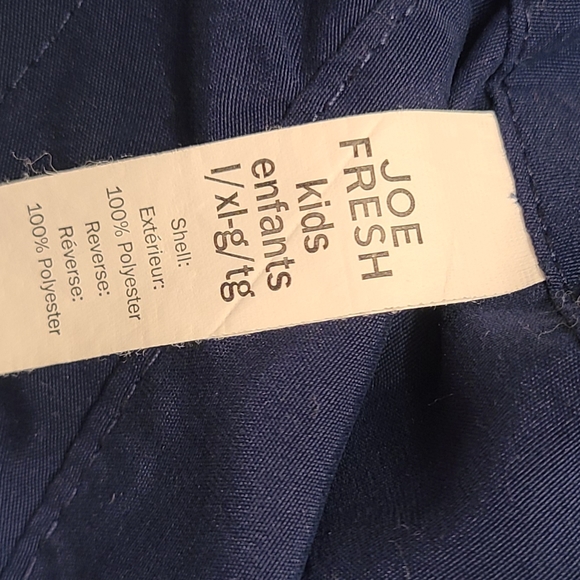 JOE
FRESH
kids
enfants
l/xl-g/tg
Shell:
Extérieur:
100% Polyester
Reverse:
Réverse:
100% Polyester